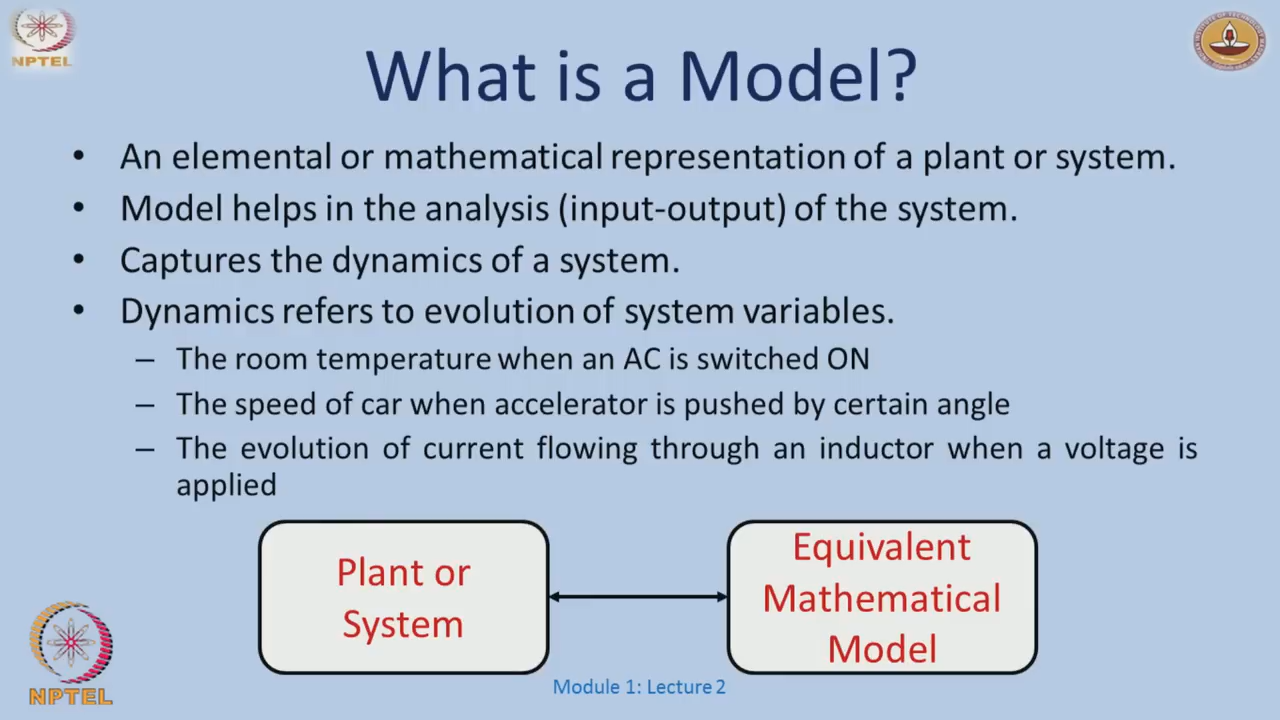 NPTEL
What is a Model?
• An elemental or mathematical representation of a plant or system.
• Model helps in the analysis (input-output) of the system.
• Captures the dynamics of a system.
• Dynamics refers to evolution of system variables.
– The room temperature when an AC is switched ON
– The speed of car when accelerator is pushed by certain angle
– The evolution of current flowing through an inductor when a voltage is
applied
Plant or
System
Equivalent
Mathematical
Model
NPTEL
Module 1: Lecture 2